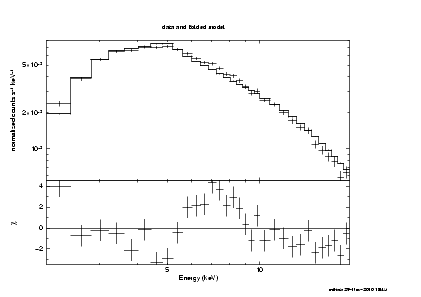 data and folded model
normalized counts s⁻¹ keV⁻¹
5×10⁻³
2×10⁻³
10⁻³
4
2
0
−2
χ
5
10
Energy (keV)